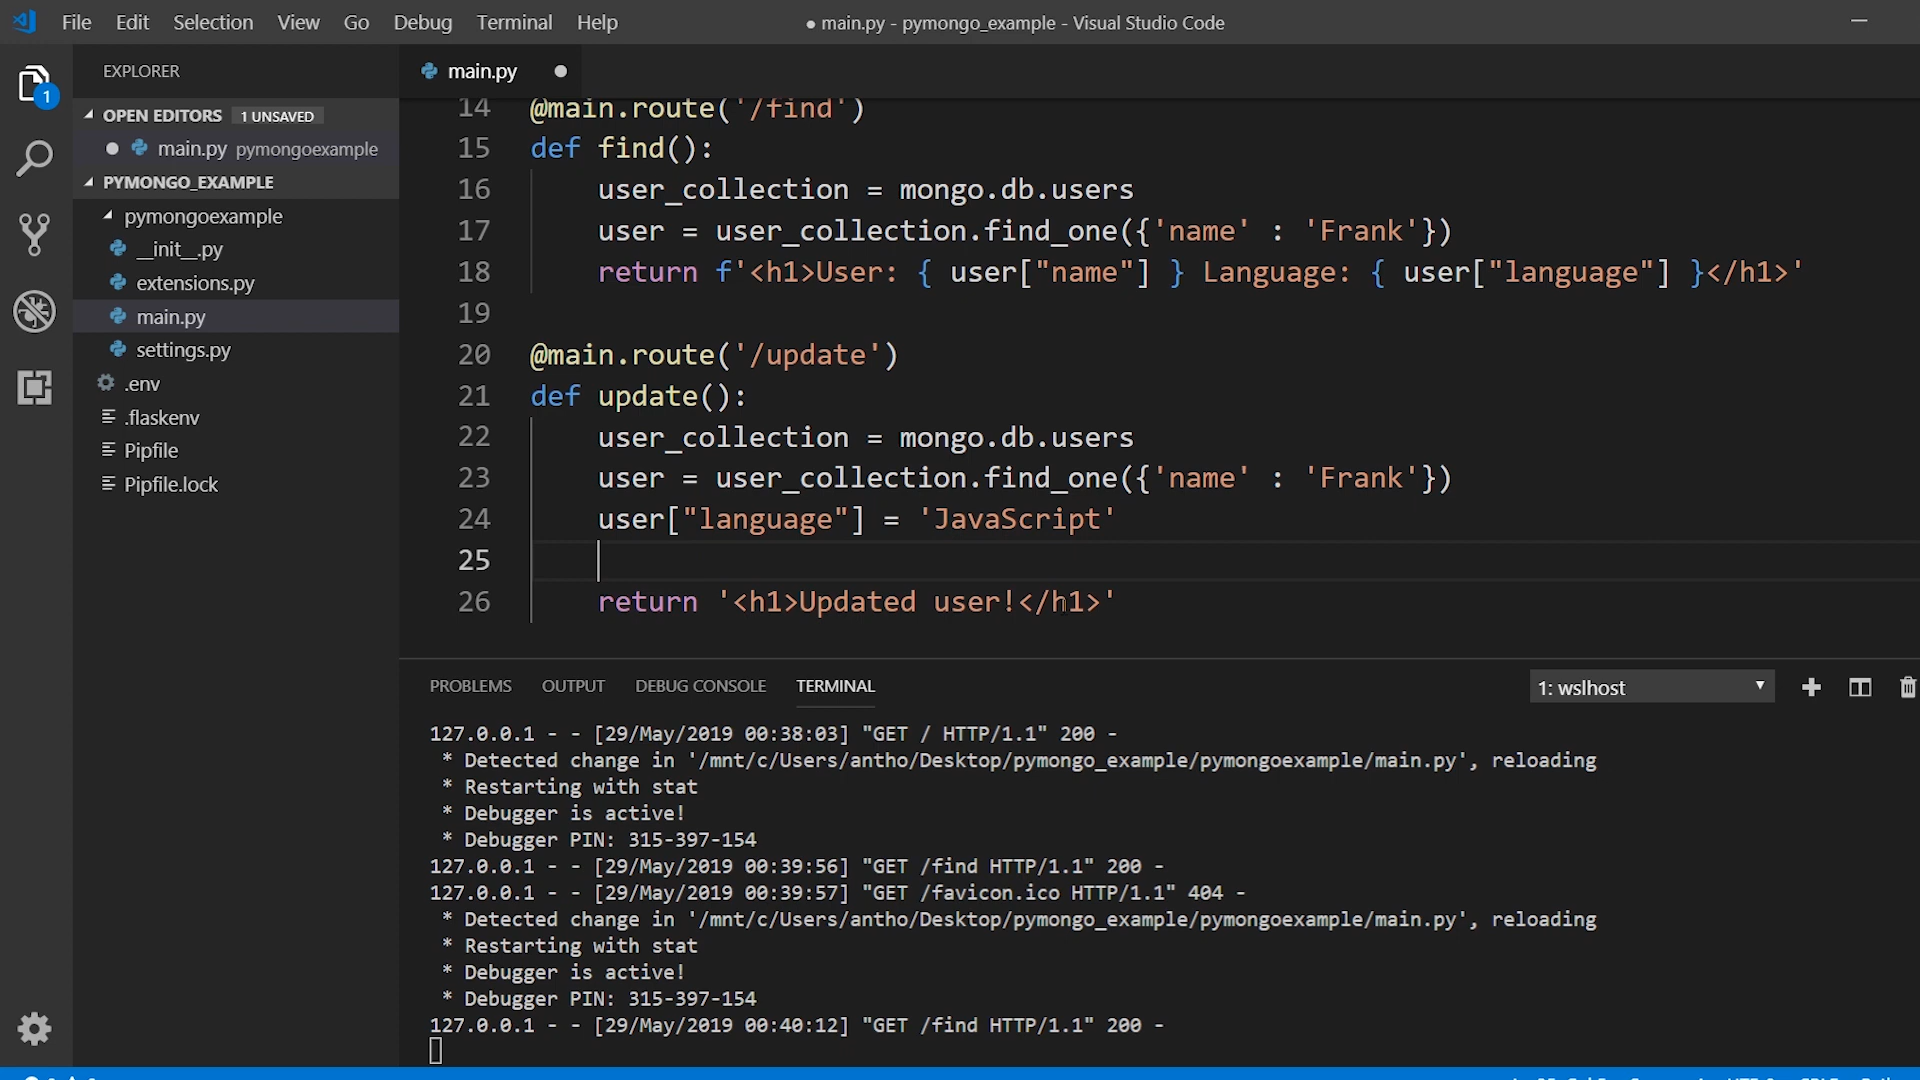 File Edit Selection View Go Debug Terminal Help
● main.py - pymongo_example - Visual Studio Code
EXPLORER
1
OPEN EDITORS 1 UNSAVED
main.py pymongoexample
PYMONGO_EXAMPLE
pymongoexample
__init__.py
extensions.py
main.py
settings.py
.env
.flaskenv
Pipfile
Pipfile.lock
main.py
14 @main.route('/find')
15 def find():
16 user_collection = mongo.db.users
17 user = user_collection.find_one({'name' : 'Frank'})
18 return f'<h1>User: { user["name"] } Language: { user["language"] }</h1>'
19
20 @main.route('/update')
21 def update():
22 user_collection = mongo.db.users
23 user = user_collection.find_one({'name' : 'Frank'})
24 user["language"] = 'JavaScript'
25
26 return '<h1>Updated user!</h1>'
PROBLEMS OUTPUT DEBUG CONSOLE TERMINAL
1: wslhost
127.0.0.1 - - [29/May/2019 00:38:03] "GET / HTTP/1.1" 200 -
* Detected change in '/mnt/c/Users/antho/Desktop/pymongo_example/pymongoexample/main.py', reloading
* Restarting with stat
* Debugger is active!
* Debugger PIN: 315-397-154
127.0.0.1 - - [29/May/2019 00:39:56] "GET /find HTTP/1.1" 200 -
127.0.0.1 - - [29/May/2019 00:39:57] "GET /favicon.ico HTTP/1.1" 404 -
* Detected change in '/mnt/c/Users/antho/Desktop/pymongo_example/pymongoexample/main.py', reloading
* Restarting with stat
* Debugger is active!
* Debugger PIN: 315-397-154
127.0.0.1 - - [29/May/2019 00:40:12] "GET /find HTTP/1.1" 200 -